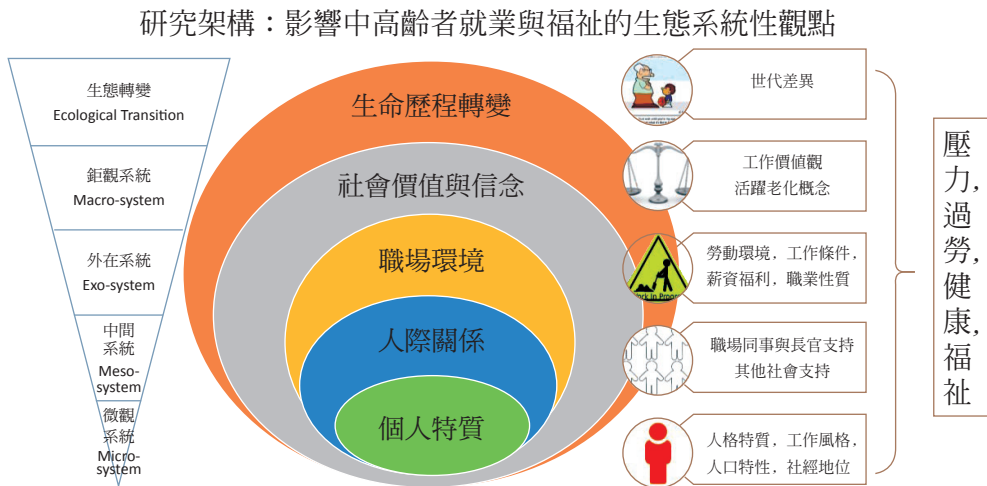 研究架構：影響中高齡者就業與福祉的生態系統性觀點
生態轉變
Ecological Transition
鉅觀系統
Macro-system
外在系統
Exo-system
中間
系統
Meso-
system
微觀
系統
Micro-
system
生命歷程轉變
社會價值與信念
職場環境
人際關係
個人特質
世代差異
工作價值觀
活躍老化概念
勞動環境，工作條件，
薪資福利，職業性質
職場同事與長官支持
其他社會支持
人格特質，工作風格，
人口特性，社經地位
壓力,過勞,健康,福祉